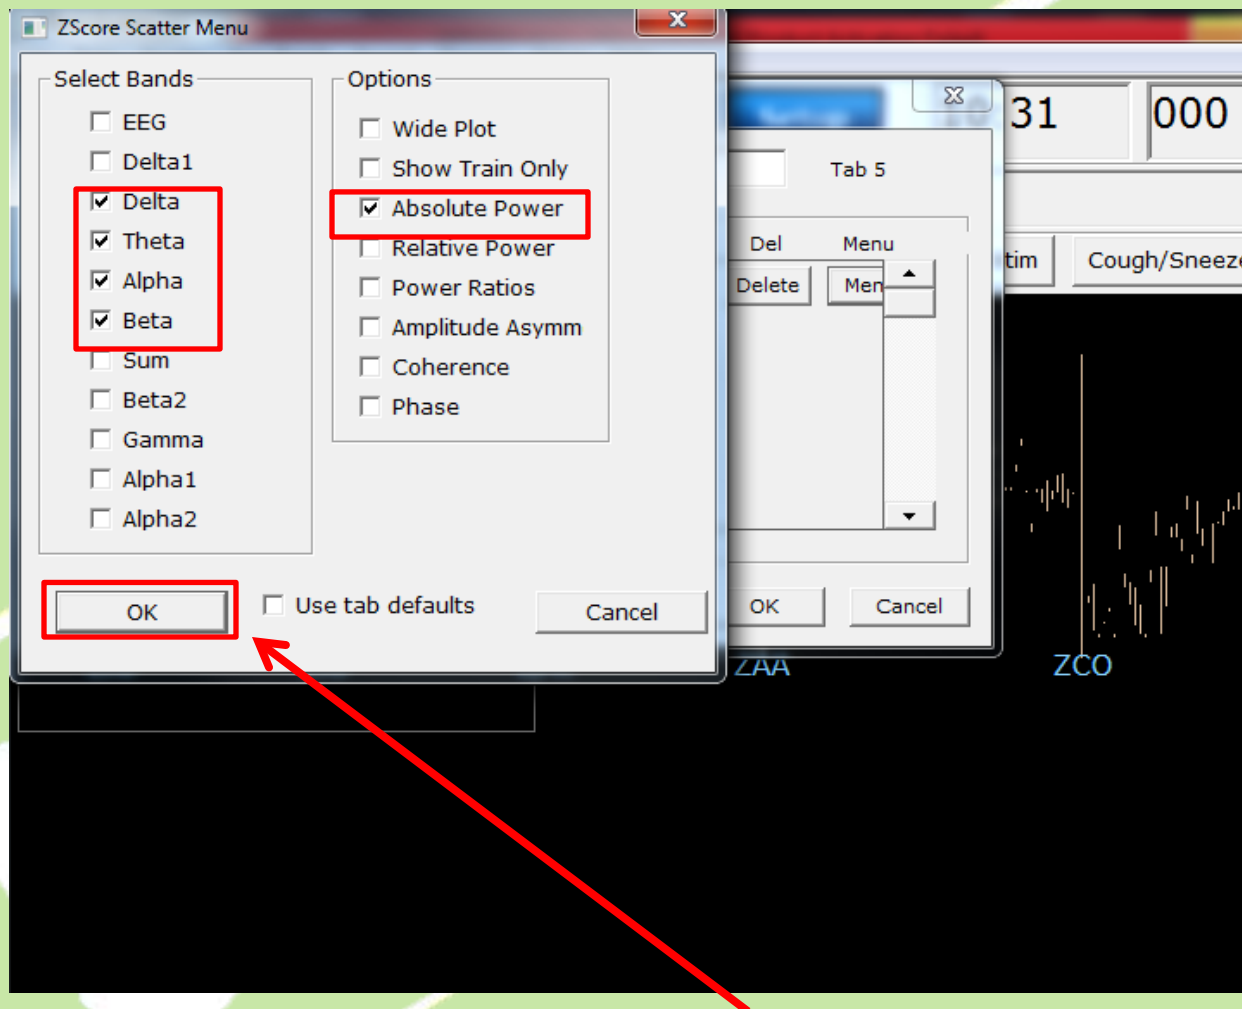 ZScore Scatter Menu
Select Bands
EEG
Delta1
Delta
Theta
Alpha
Beta
Sum
Beta2
Gamma
Alpha1
Alpha2
Options
Wide Plot
Show Train Only
Absolute Power
Relative Power
Power Ratios
Amplitude Asymm
Coherence
Phase
OK
Use tab defaults
Cancel
31
000
Tab 5
Del
Menu
Delete
Men
tim
Cough/Sneeze
OK
Cancel
ZAA
ZCO